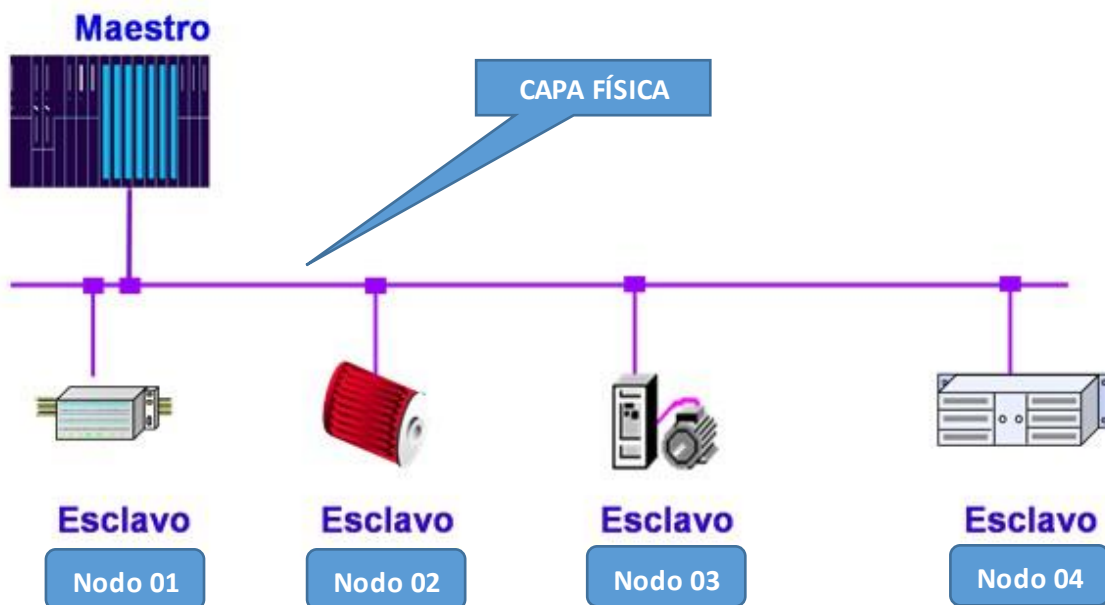 Maestro
CAPA FÍSICA
Esclavo
Esclavo
Esclavo
Esclavo
Nodo 01
Nodo 02
Nodo 03
Nodo 04